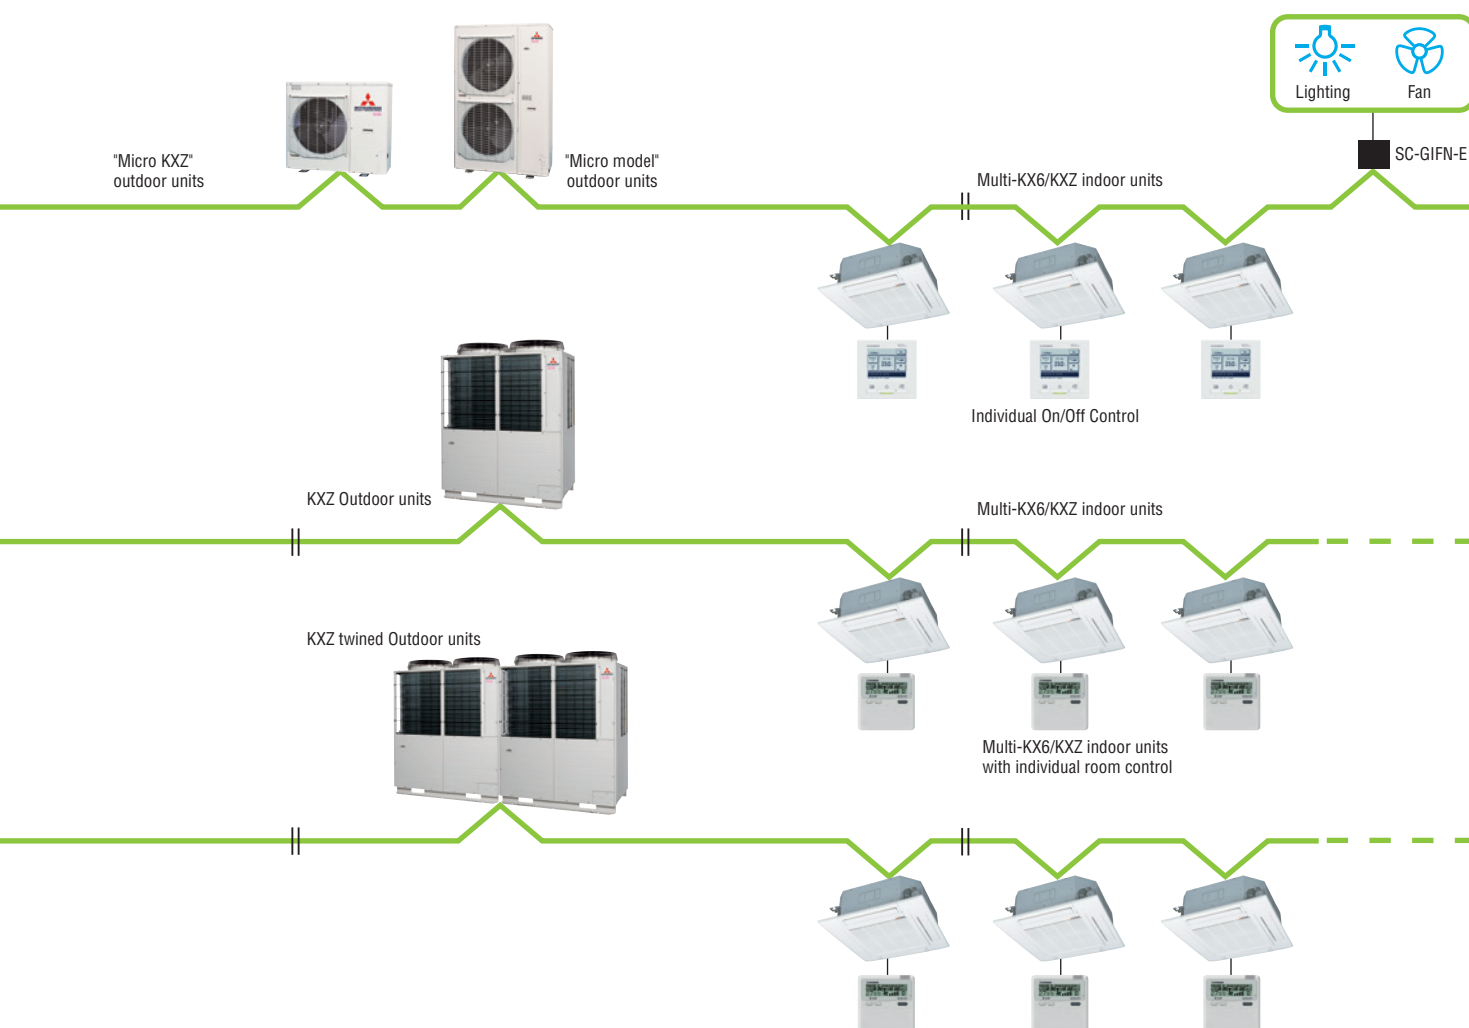 Lighting
Fan
"Micro KXZ"
outdoor units
"Micro model"
outdoor units
SC-GIFN-E
Multi-KX6/KXZ indoor units
Individual On/Off Control
KXZ Outdoor units
Multi-KX6/KXZ indoor units
KXZ twined Outdoor units
Multi-KX6/KXZ indoor units
with individual room control